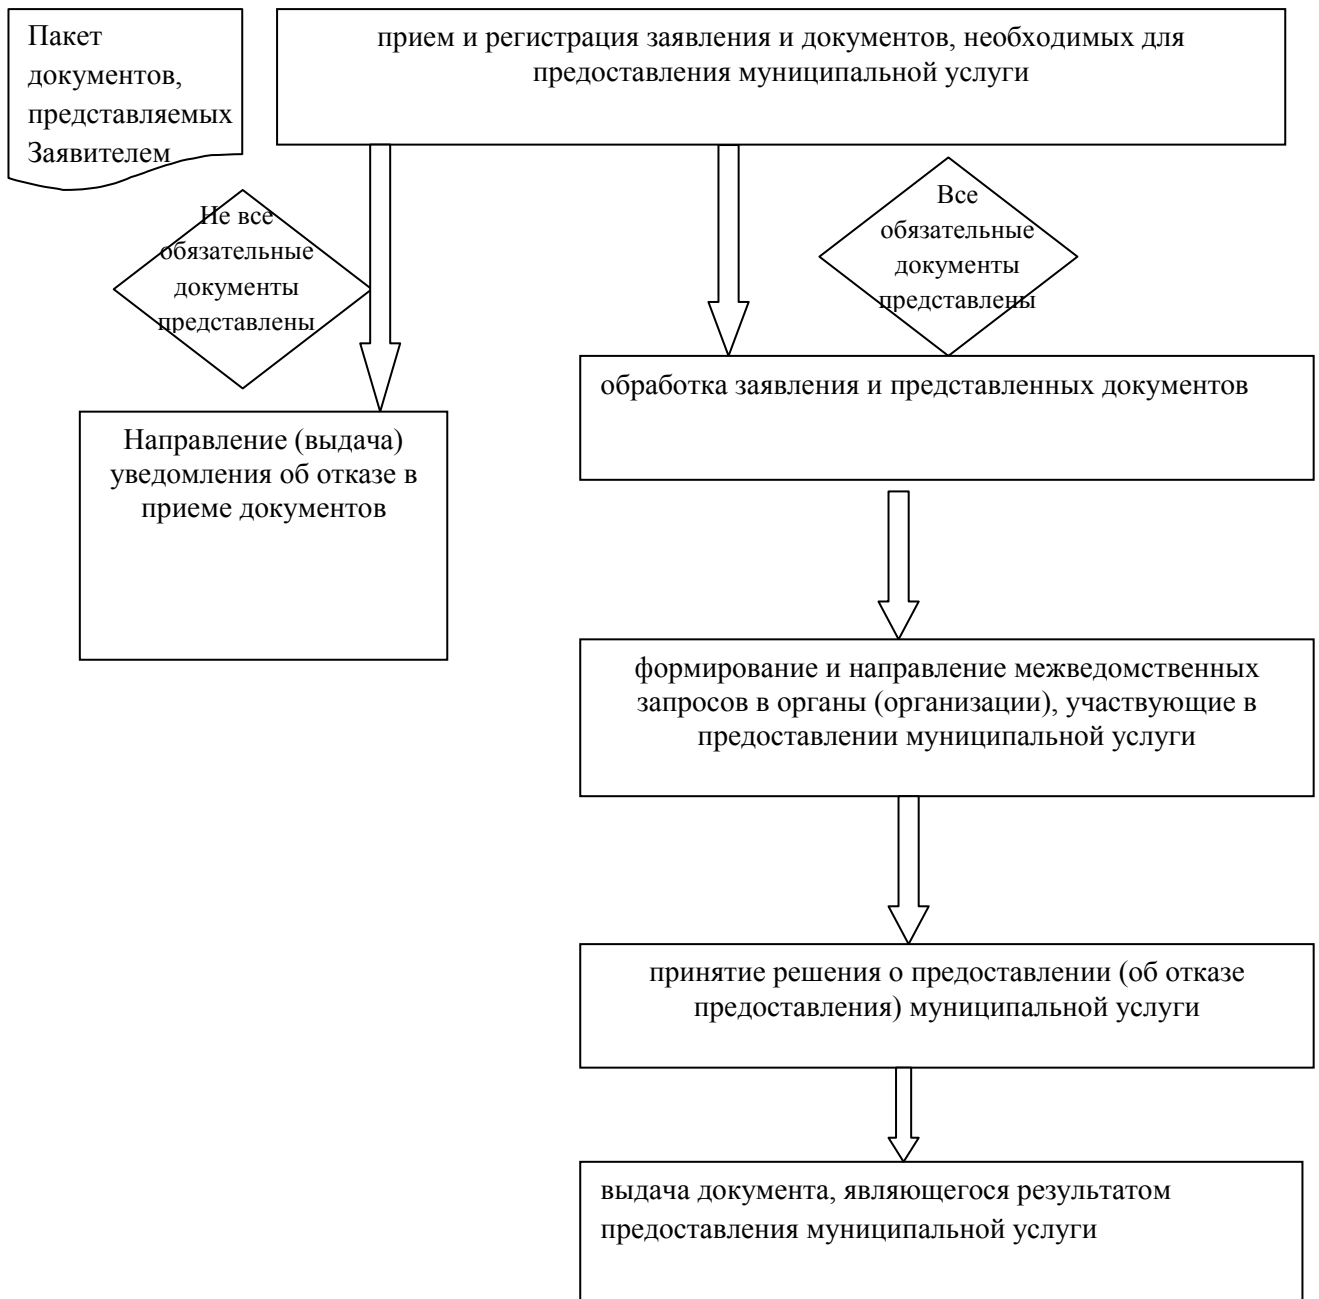 Пакет
документов,
представляемых
Заявителем
прием и регистрация заявления и документов, необходимых для
предоставления муниципальной услуги
Не все
обязательные
документы
представлены
Все
обязательные
документы
представлены
обработка заявления и представленных документов
Направление (выдача)
уведомления об отказе в
приеме документов
формирование и направление межведомственных
запросов в органы (организации), участвующие в
предоставлении муниципальной услуги
принятие решения о предоставлении (об отказе
предоставления) муниципальной услуги
выдача документа, являющегося результатом
предоставления муниципальной услуги